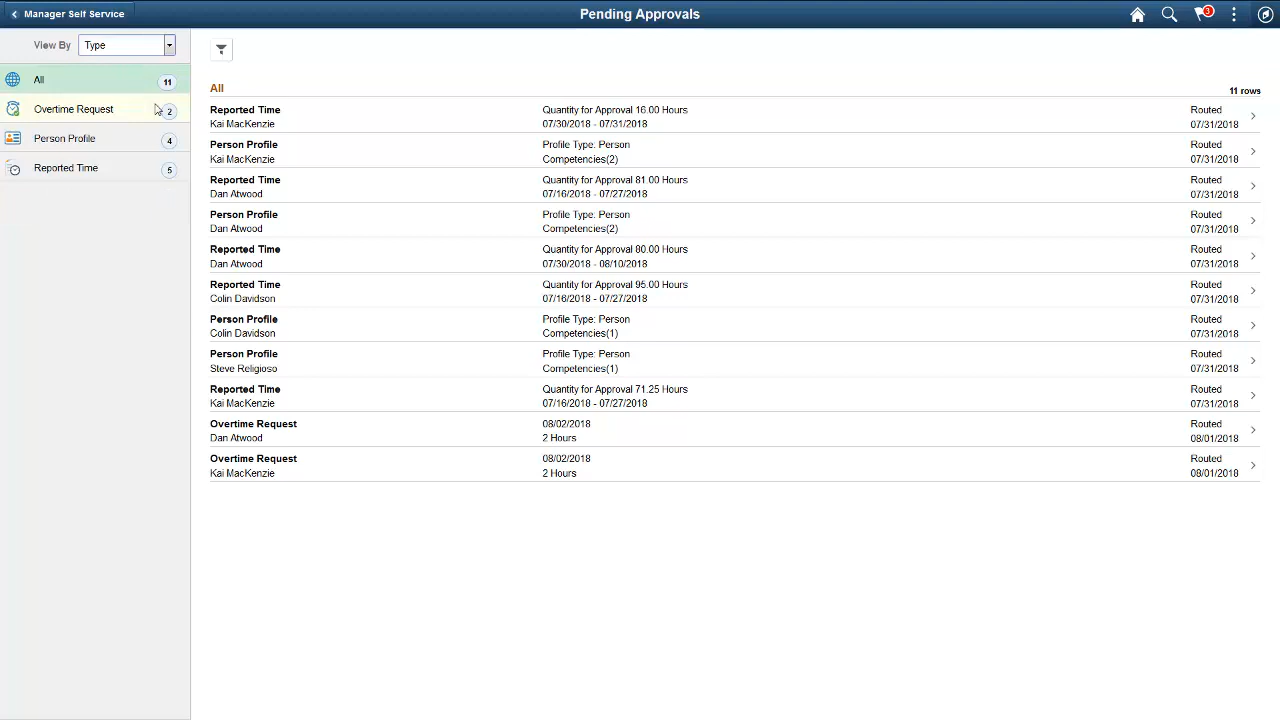 Manager Self Service
Pending Approvals
3
View By Type
All 11
Overtime Request 2
Person Profile 4
Reported Time 5
All
11 rows
Reported Time Quantity for Approval 16.00 Hours Routed
Kai MacKenzie 07/30/2018 - 07/31/2018 07/31/2018
Person Profile Profile Type: Person Routed
Kai MacKenzie Competencies(2) 07/31/2018
Reported Time Quantity for Approval 81.00 Hours Routed
Dan Atwood 07/16/2018 - 07/27/2018 07/31/2018
Person Profile Profile Type: Person Routed
Dan Atwood Competencies(2) 07/31/2018
Reported Time Quantity for Approval 80.00 Hours Routed
Dan Atwood 07/30/2018 - 08/10/2018 07/31/2018
Reported Time Quantity for Approval 95.00 Hours Routed
Colin Davidson 07/16/2018 - 07/27/2018 07/31/2018
Person Profile Profile Type: Person Routed
Colin Davidson Competencies(1) 07/31/2018
Person Profile Profile Type: Person Routed
Steve Religioso Competencies(1) 07/31/2018
Reported Time Quantity for Approval 71.25 Hours Routed
Kai MacKenzie 07/16/2018 - 07/27/2018 07/31/2018
Overtime Request 08/02/2018 Routed
Dan Atwood 2 Hours 08/01/2018
Overtime Request 08/02/2018 Routed
Kai MacKenzie 2 Hours 08/01/2018